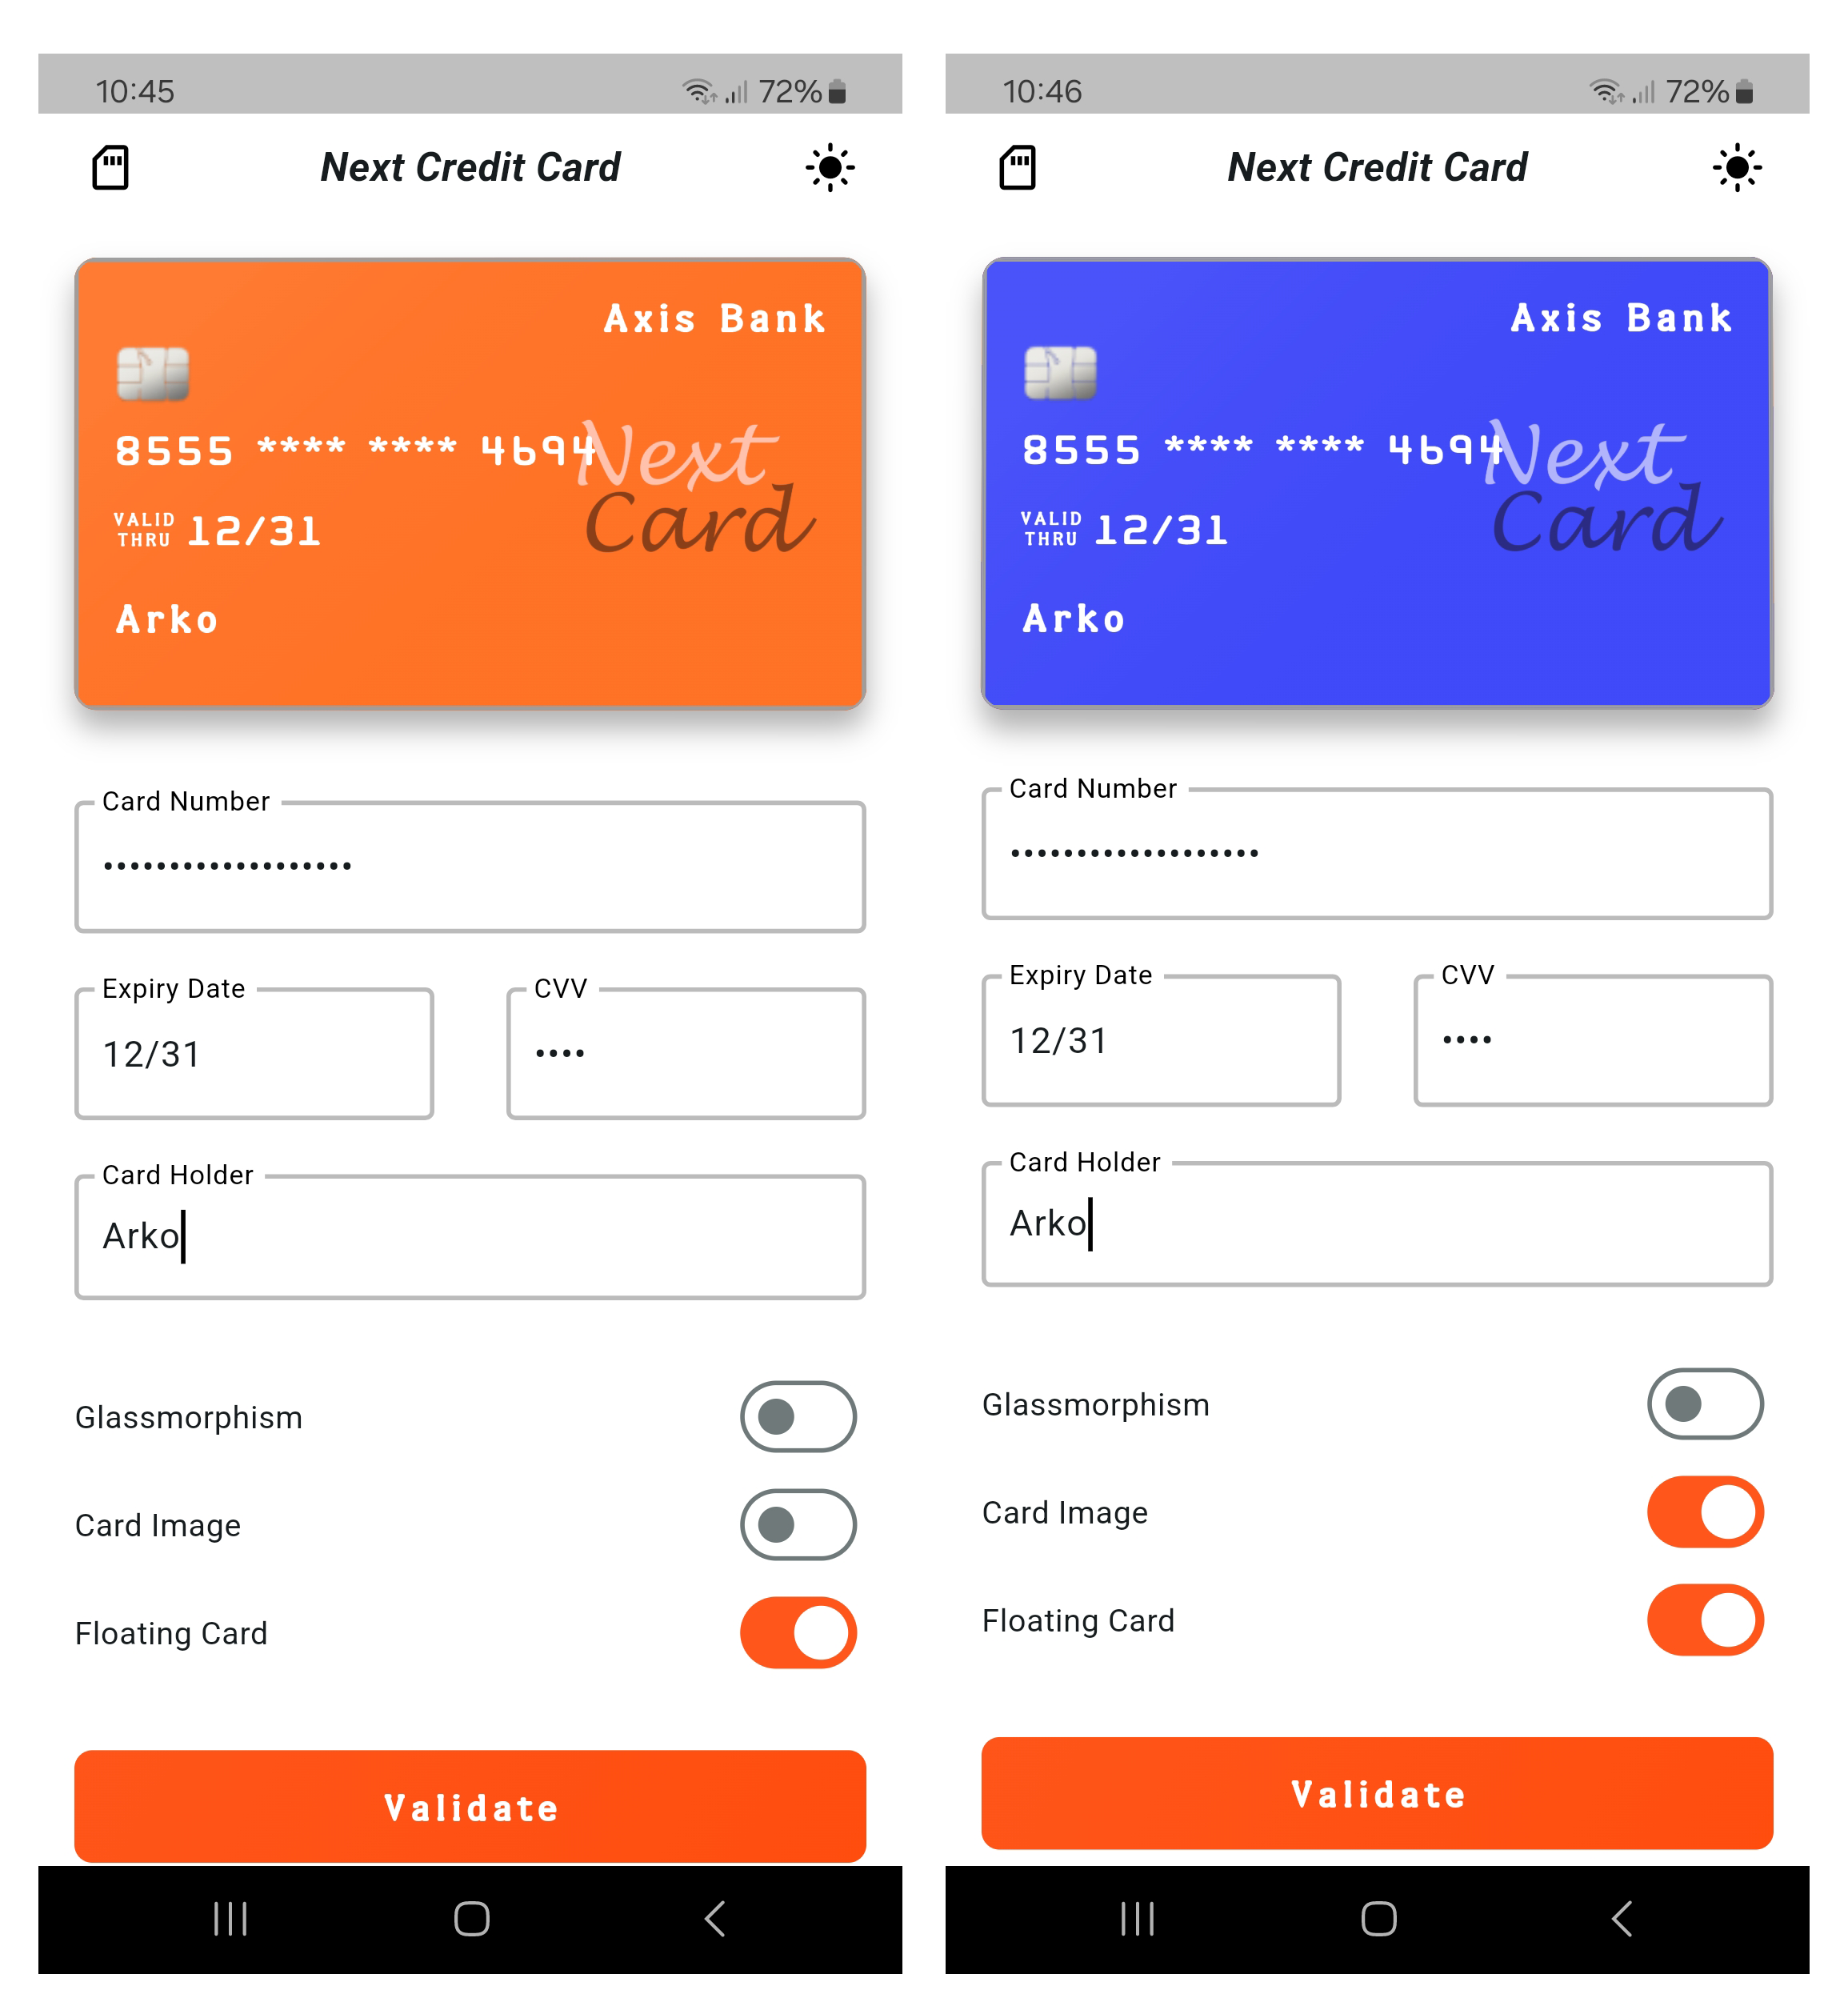 10:45
72%
Next Credit Card
Axis Bank
8555 **** **** 4694
Next
Card
VALID
THRU
12/31
Arko
Card Number
•••••••••••••••••••
Expiry Date
12/31
CVV
••••
Card Holder
Arko
Glassmorphism
Card Image
Floating Card
Validate
10:46
72%
Next Credit Card
Axis Bank
8555 **** **** 4694
Next
Card
VALID
THRU
12/31
Arko
Card Number
•••••••••••••••••••
Expiry Date
12/31
CVV
••••
Card Holder
Arko
Glassmorphism
Card Image
Floating Card
Validate